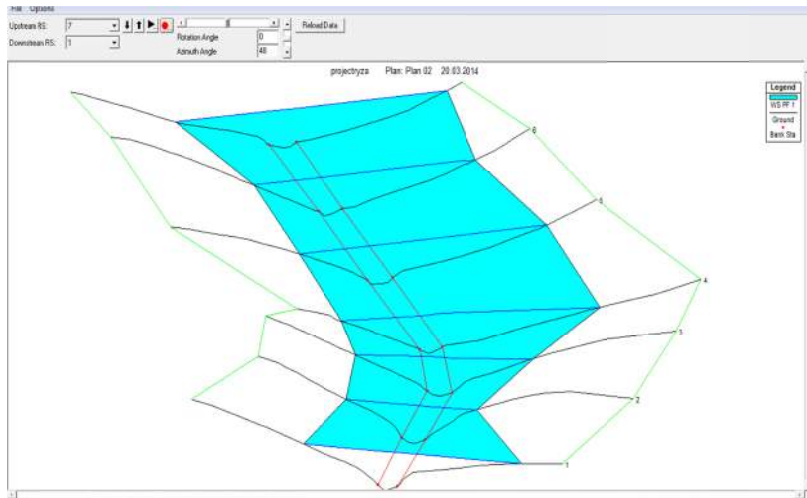 File Options
Upstream RS: 7
Downstream RS: 1
Rotation Angle 0
Azimuth Angle 48
Reload Data
projectryza Plan: Plan 02 20.03.2014
Legend
WS PF 1
Ground
Bank Sta
6
5
4
3
2
1